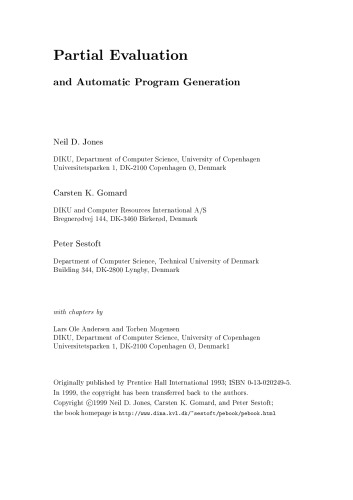 Partial Evaluation
and Automatic Program Generation
Neil D. Jones
DIKU, Department of Computer Science, University of Copenhagen
Universitetsparken 1, DK-2100 Copenhagen Ø, Denmark
Carsten K. Gomard
DIKU and Computer Resources International A/S
Bregnerødvej 144, DK-3460 Birkerød, Denmark
Peter Sestoft
Department of Computer Science, Technical University of Denmark
Building 344, DK-2800 Lyngby, Denmark
with chapters by
Lars Ole Andersen and Torben Mogensen
DIKU, Department of Computer Science, University of Copenhagen
Universitetsparken 1, DK-2100 Copenhagen Ø, Denmark1
Originally published by Prentice Hall International 1993; ISBN 0-13-020249-5.
In 1999, the copyright has been transferred back to the authors.
Copyright ©1999 Neil D. Jones, Carsten K. Gomard, and Peter Sestoft;
the book homepage is http://www.dina.kvl.dk/~sestoft/pebook/pebook.html